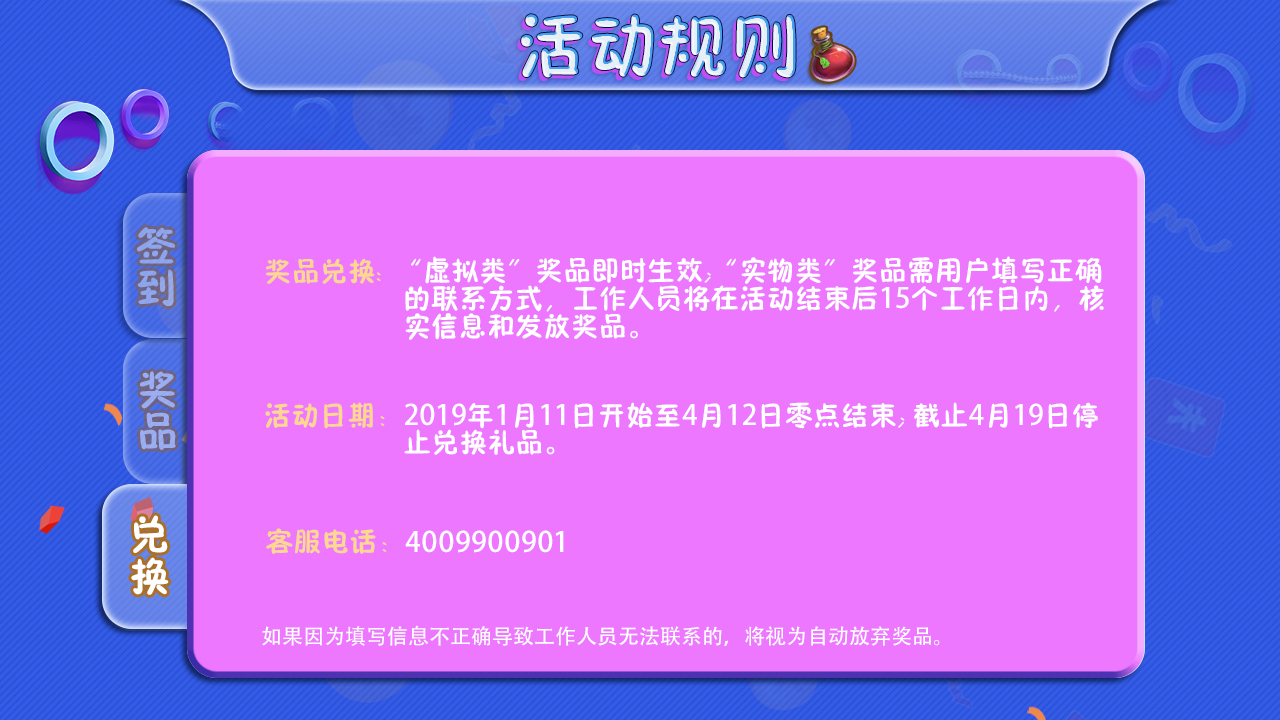 活动规则
签到
奖品
兑换
奖品兑换：“虚拟类”奖品即时生效；“实物类”奖品需用户填写正确
的联系方式，工作人员将在活动结束后15个工作日内，核
实信息和发放奖品。
活动日期：2019年1月11日开始至4月12日零点结束；截止4月19日停
止兑换礼品。
客服电话：4009900901
如果因为填写信息不正确导致工作人员无法联系的，将视为自动放弃奖品。